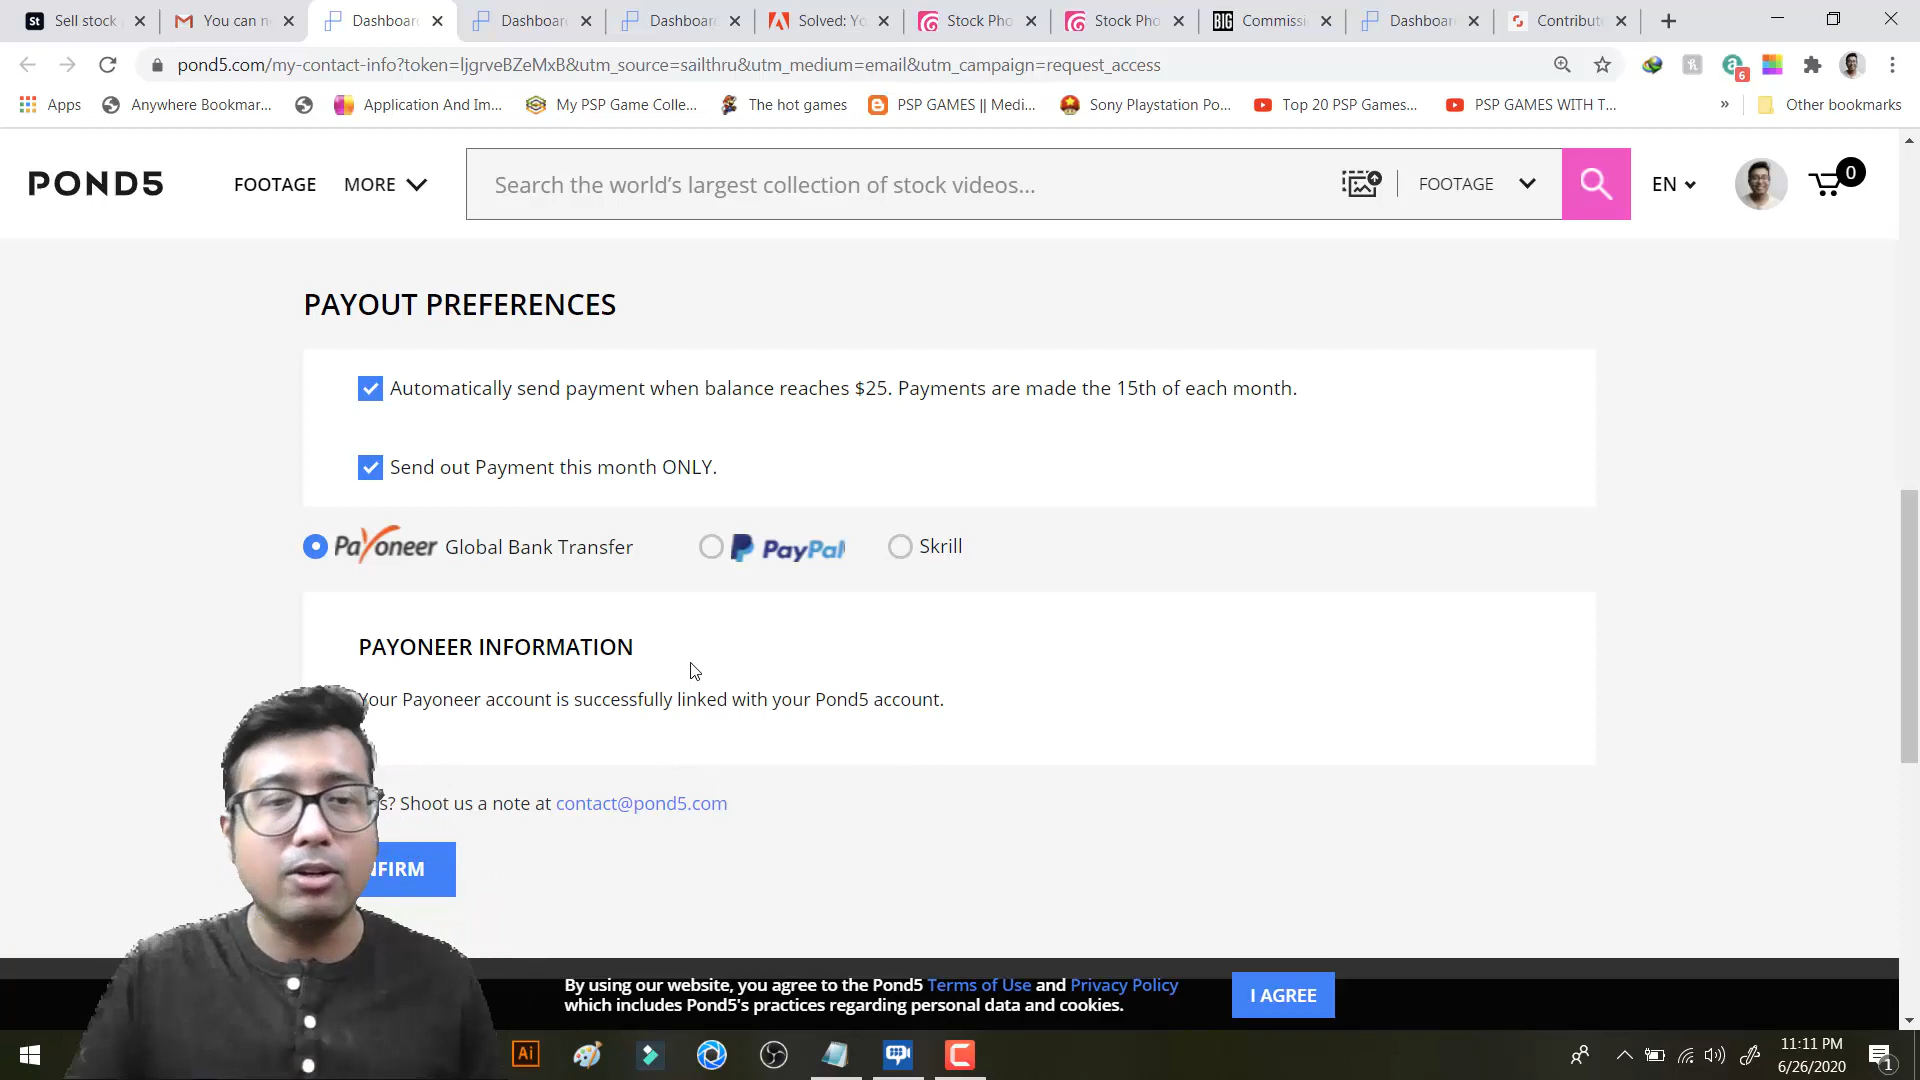 Sell stock
You can n
Dashboar
Dashboar
Dashboar
Solved: Yo
Stock Pho
Stock Pho
Commissi
Dashboar
Contribut
pond5.com/my-contact-info?token=ljgrveBZeMxB&utm_source=sailthru&utm_medium=email&utm_campaign=request_access
6
Apps
Anywhere Bookmar...
Application And Im...
My PSP Game Colle...
The hot games
PSP GAMES || Medi...
Sony Playstation Po...
Top 20 PSP Games...
PSP GAMES WITH T...
» Other bookmarks
POND5
FOOTAGE
MORE
Search the world's largest collection of stock videos...
FOOTAGE
EN
0
PAYOUT PREFERENCES
Automatically send payment when balance reaches $25. Payments are made the 15th of each month.
Send out Payment this month ONLY.
Payoneer Global Bank Transfer
PayPal
Skrill
PAYONEER INFORMATION
Your Payoneer account is successfully linked with your Pond5 account.
s? Shoot us a note at contact@pond5.com
NFIRM
By using our website, you agree to the Pond5 Terms of Use and Privacy Policy
which includes Pond5's practices regarding personal data and cookies.
I AGREE
Ai
11:11 PM
6/26/2020
1